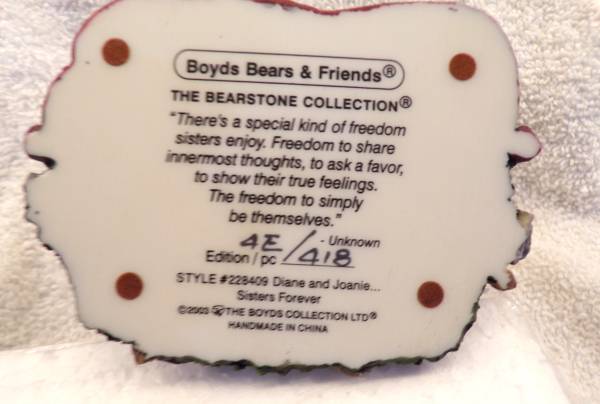 Boyds Bears & Friends®
THE BEARSTONE COLLECTION®
"There's a special kind of freedom
sisters enjoy. Freedom to share
innermost thoughts, to ask a favor,
to show their true feelings.
The freedom to simply
be themselves."
- Unknown
Edition / pc 4E/418
STYLE #228409 Diane and Joanie...
Sisters Forever
©2003 THE BOYDS COLLECTION LTD®
HANDMADE IN CHINA